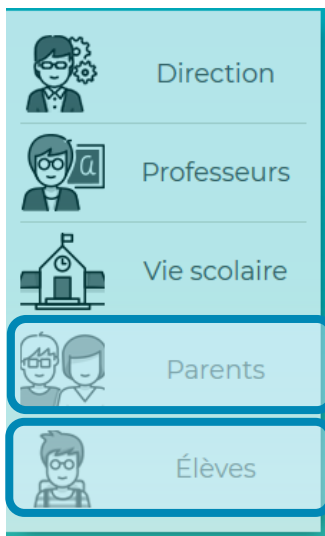 Direction
Professeurs
Vie scolaire
Parents
Élèves